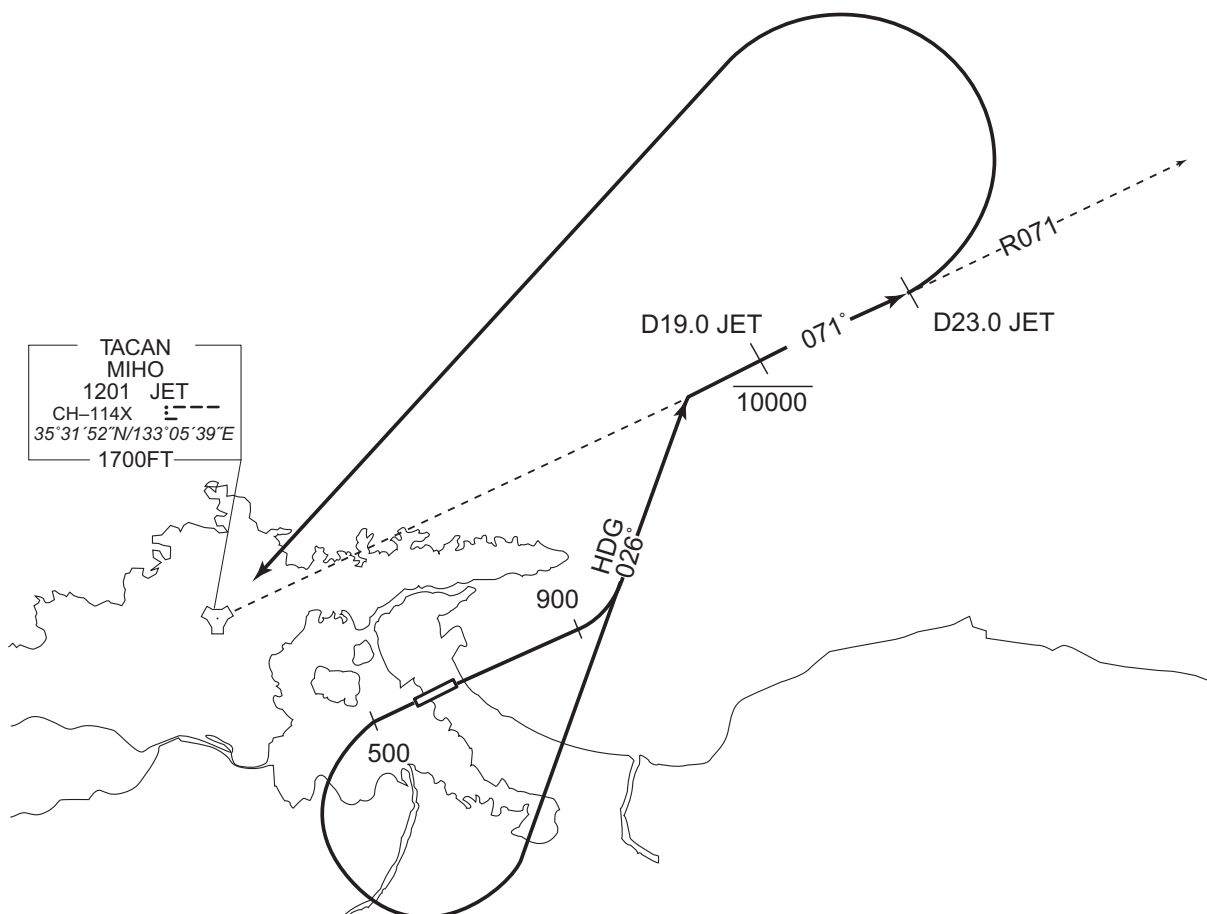 R071
D19.0 JET
071°
D23.0 JET
10000
TACAN
MIHO
1201 JET
CH–114X
35°31´52˝N/133°05´39˝E
1700FT
HDG
026°
900
500